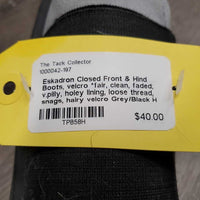 The Tack Collector
1000042-197
Eskadron Closed Front & Hind
Boots, velcro *fair, clean, faded,
v.pilly, holey lining, loose thread,
snags, hairy velcro Grey/Black H
TPB58H
$40.00